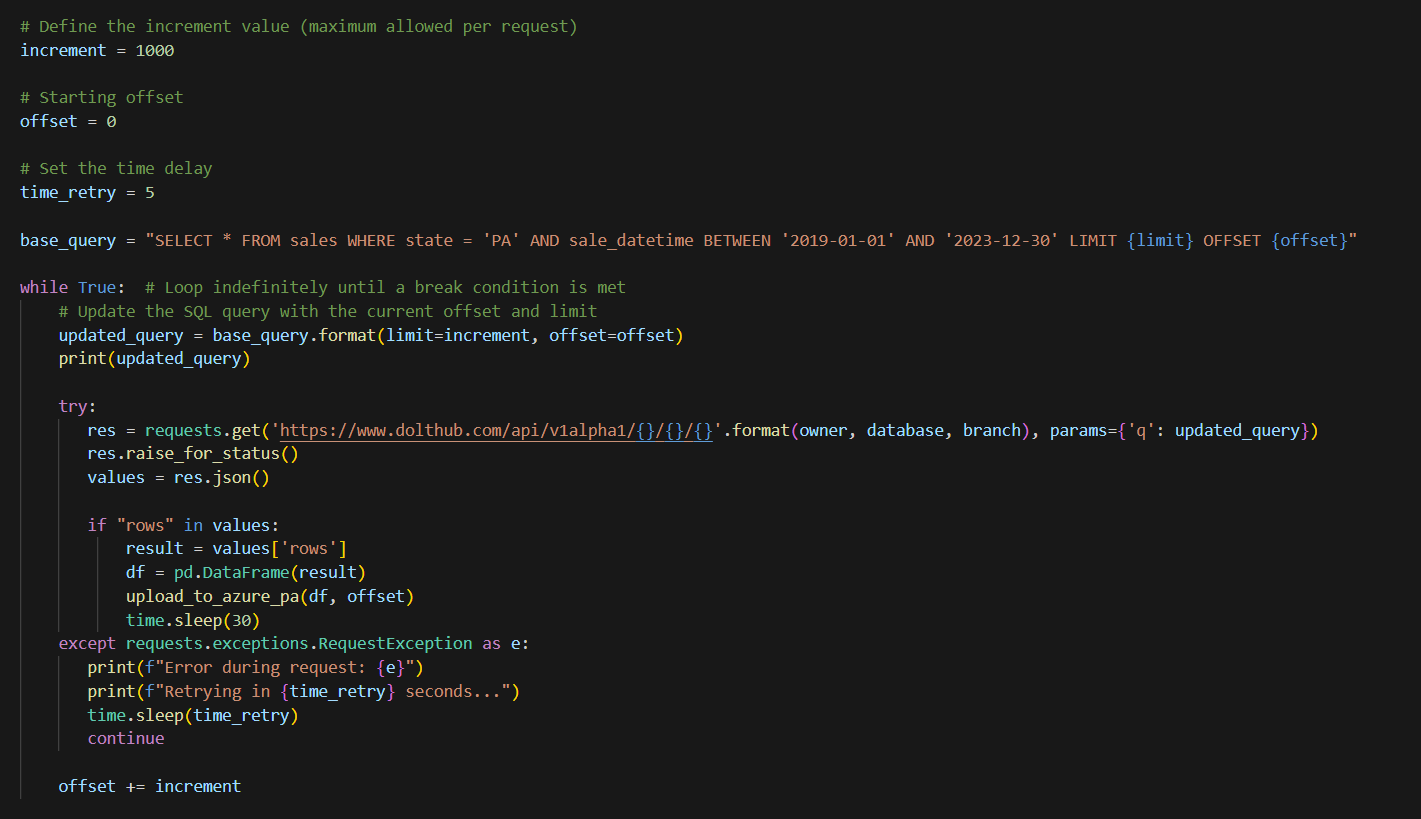 # Define the increment value (maximum allowed per request)
increment = 1000
# Starting offset
offset = 0
# Set the time delay
time_retry = 5
base_query = "SELECT * FROM sales WHERE state = 'PA' AND sale_datetime BETWEEN '2019-01-01' AND '2023-12-30' LIMIT {limit} OFFSET {offset}"
while True:  # Loop indefinitely until a break condition is met
    # Update the SQL query with the current offset and limit
    updated_query = base_query.format(limit=increment, offset=offset)
    print(updated_query)
    try:
        res = requests.get('https://www.dolthub.com/api/v1alpha1/{}/{}/{}'.format(owner, database, branch), params={'q': updated_query})
        res.raise_for_status()
        values = res.json()
        if "rows" in values:
            result = values['rows']
            df = pd.DataFrame(result)
            upload_to_azure_pa(df, offset)
            time.sleep(30)
    except requests.exceptions.RequestException as e:
        print(f"Error during request: {e}")
        print(f"Retrying in {time_retry} seconds...")
        time.sleep(time_retry)
        continue
    offset += increment